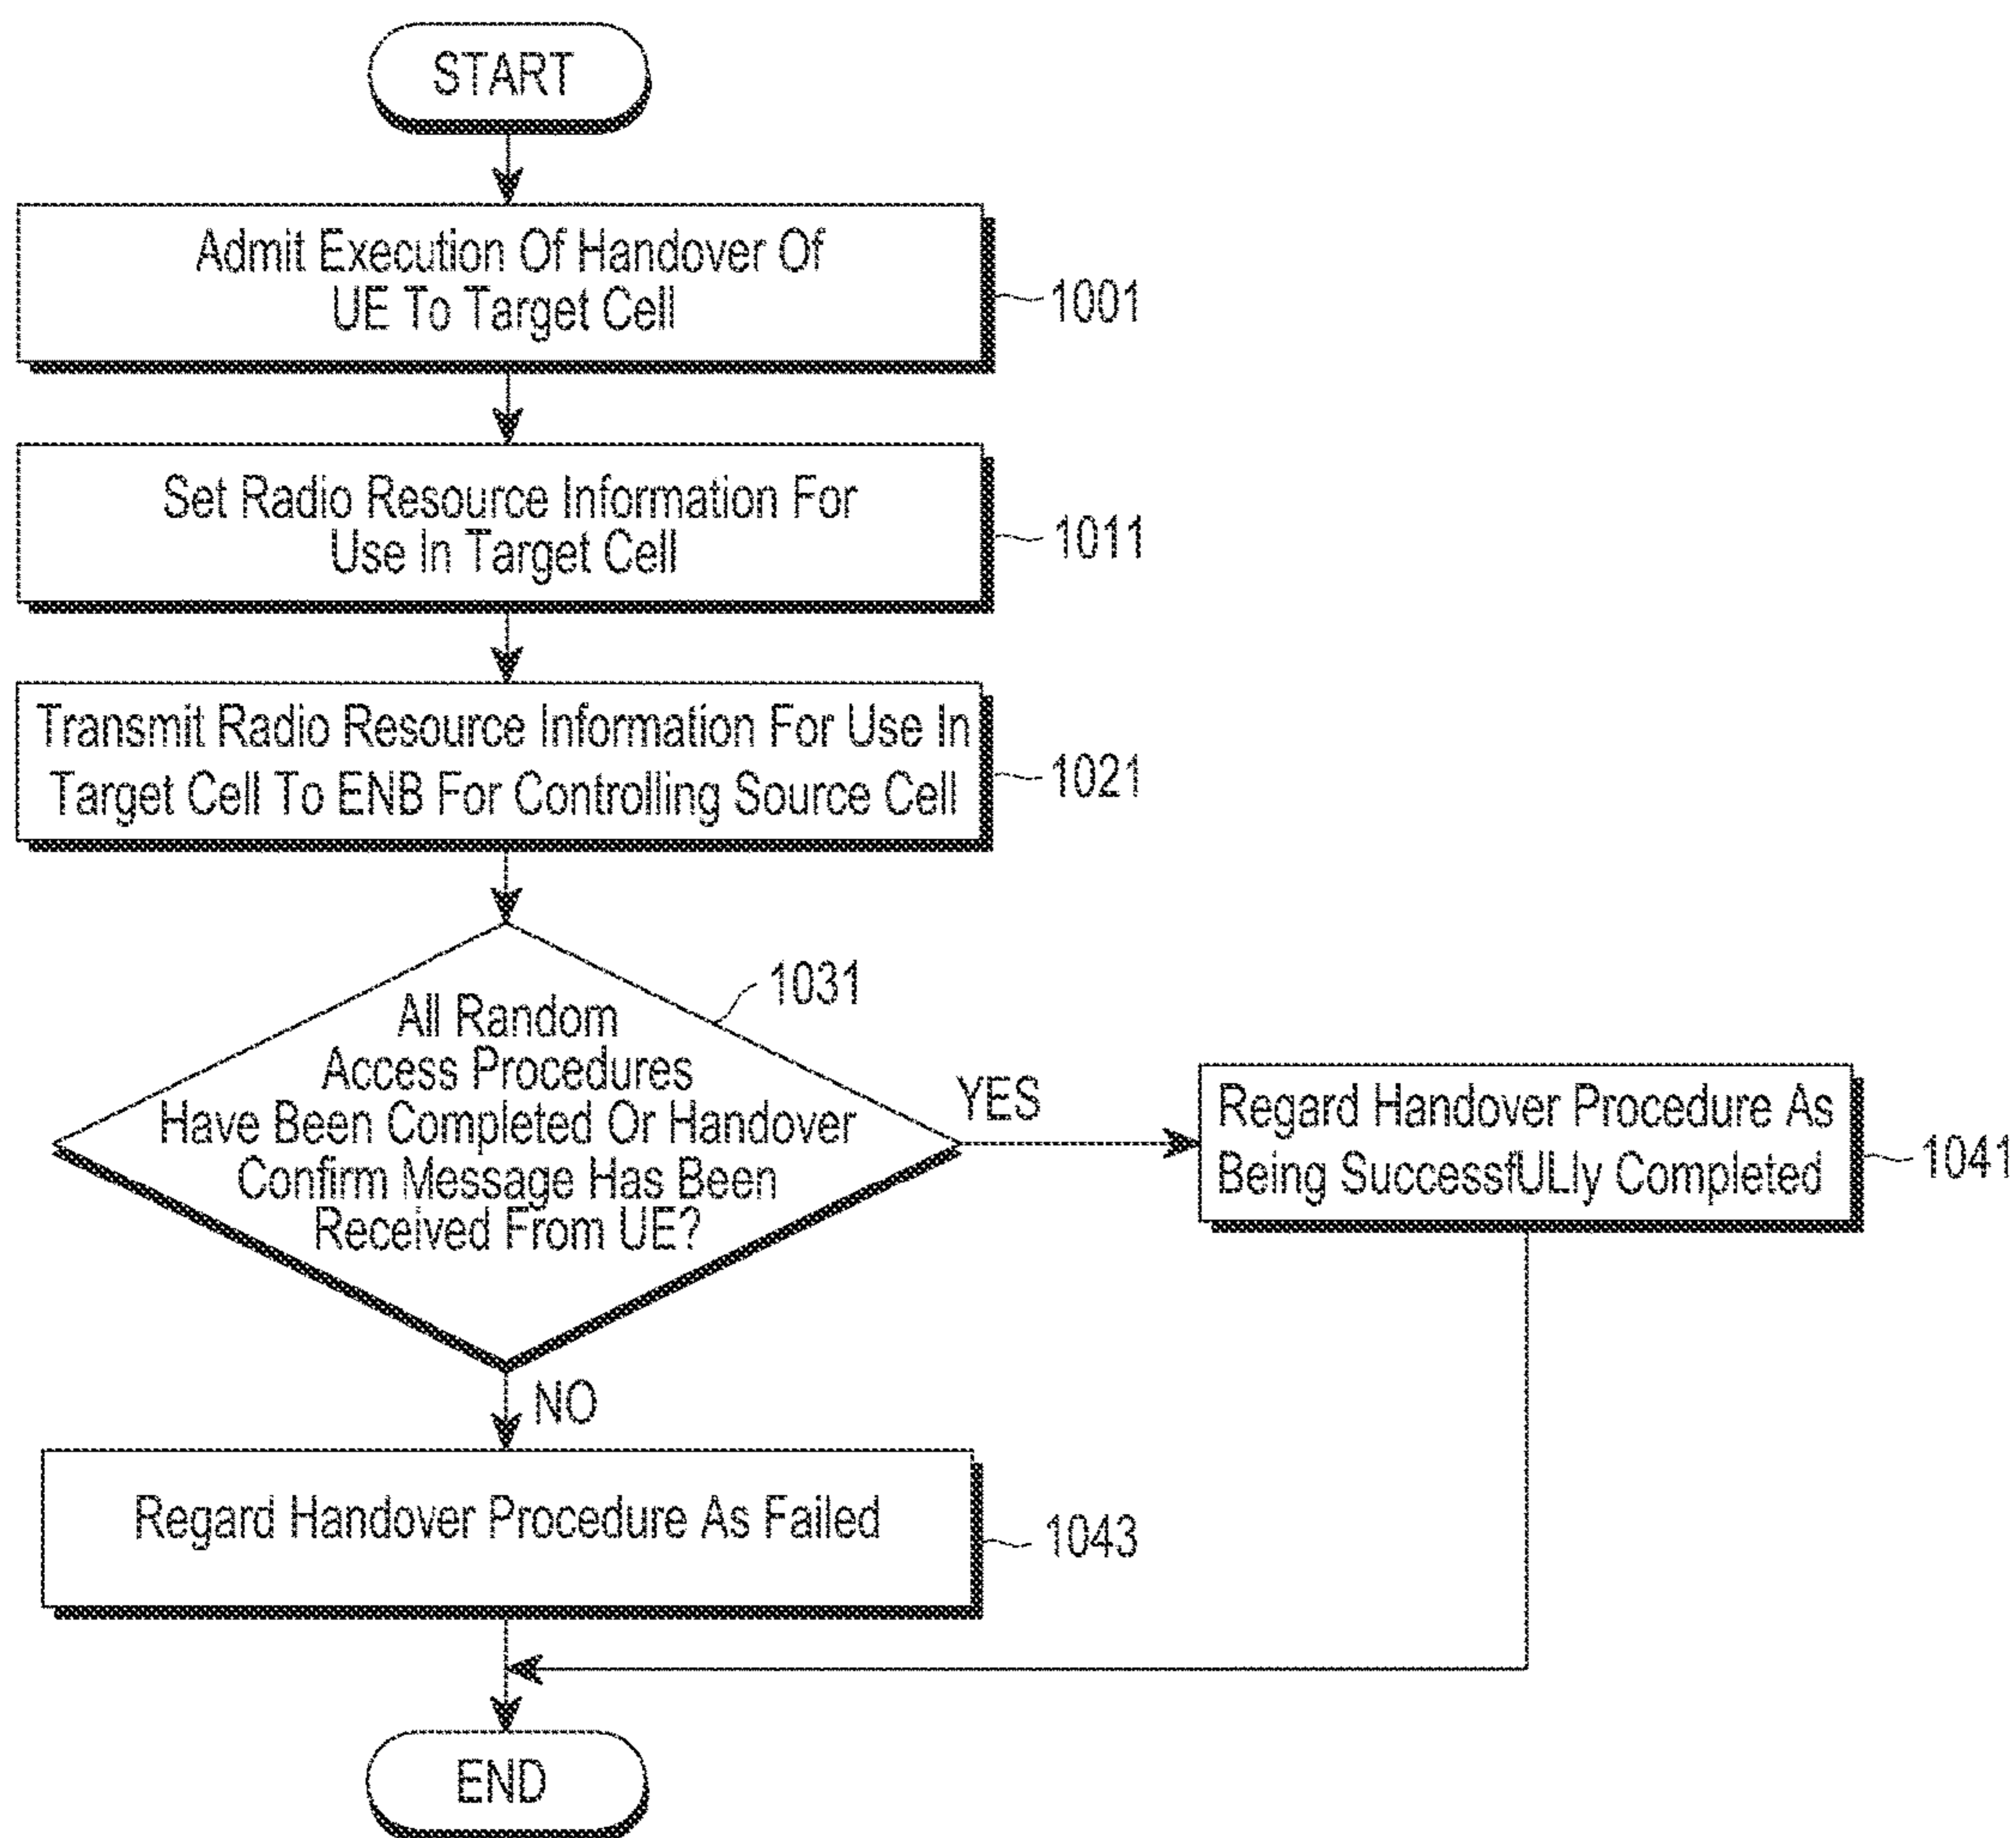 START
Admit Execution Of Handover Of
UE To Target Cell
1001
Set Radio Resource Information For
Use In Target Cell
1011
Transmit Radio Resource Information For Use In
Target Cell To ENB For Controlling Source Cell
1021
1031
All Random
Access Procedures
Have Been Completed Or Handover
Confirm Message Has Been
Received From UE?
YES
Regard Handover Procedure As
Being SuccessfULly Completed
1041
NO
Regard Handover Procedure As Failed
1043
END